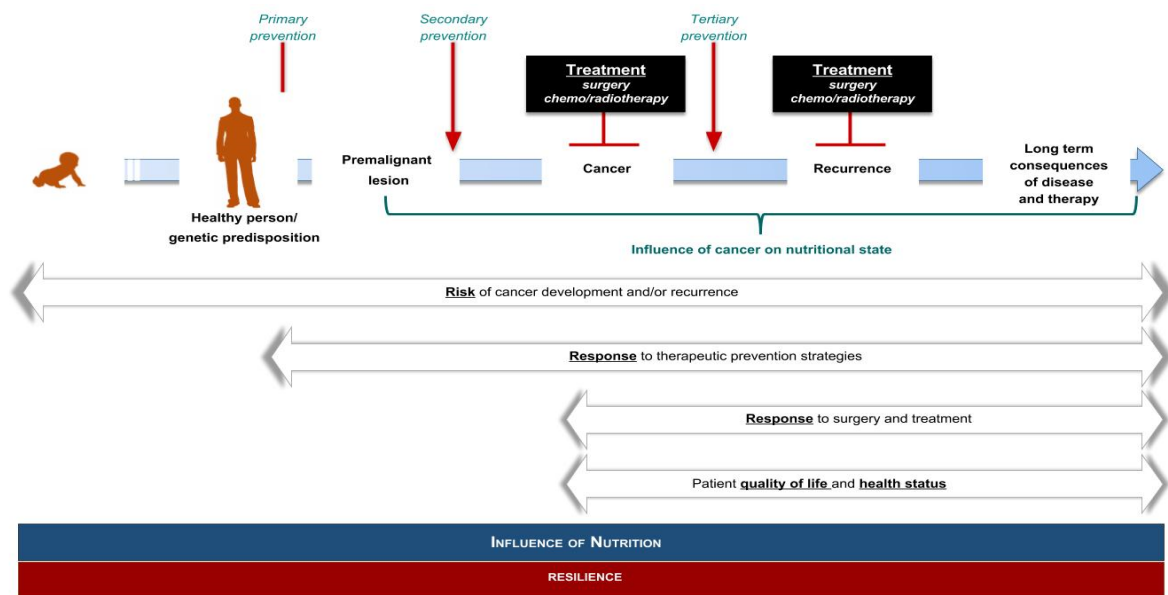 Primary
prevention
Secondary
prevention
Tertiary
prevention
Treatment
surgery
chemo/radiotherapy
Treatment
surgery
chemo/radiotherapy
Healthy person/
genetic predisposition
Premalignant
lesion
Cancer
Recurrence
Long term
consequences
of disease
and therapy
Influence of cancer on nutritional state
Risk of cancer development and/or recurrence
Response to therapeutic prevention strategies
Response to surgery and treatment
Patient quality of life and health status
INFLUENCE OF NUTRITION
RESILIENCE